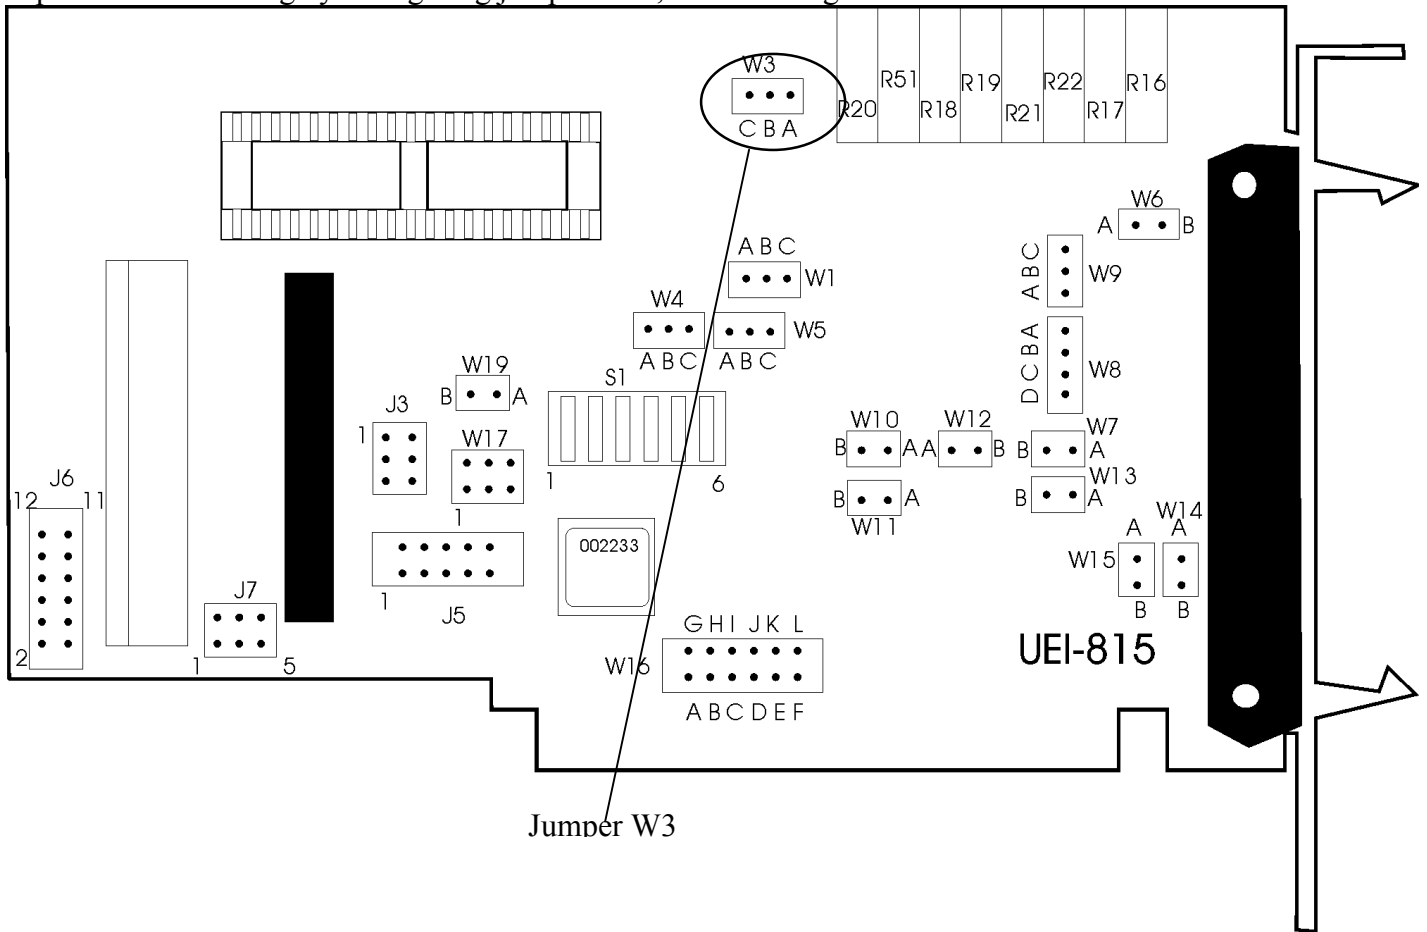 W3
R20 R51 R18 R19 R21 R22 R17 R16
C B A
W6
A B
A B C
W1
A B C
W9
W4
W5
A B C
A B C
D C B A
W8
W19
B A
S1
J3
1
W17
1 6
W10
B A
W12
A B
W7
B A
W13
B A
B A
W11
J6
12 11
1
W14
A
A
W15
B
B
002233
J7
1
J5
1 5
2
G H I J K L
W16
A B C D E F
UEI-815
Jumper W3